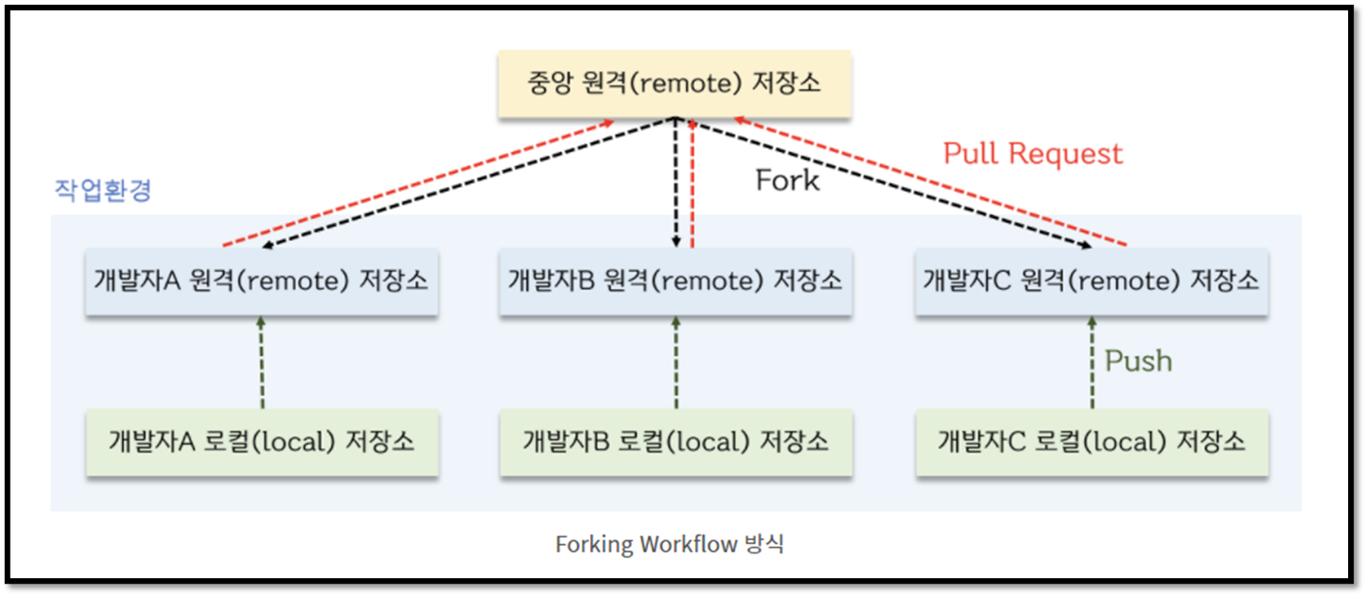 중앙 원격(remote) 저장소
Pull Request
Fork
작업환경
개발자A 원격(remote) 저장소
개발자B 원격(remote) 저장소
개발자C 원격(remote) 저장소
Push
개발자A 로컬(local) 저장소
개발자B 로컬(local) 저장소
개발자C 로컬(local) 저장소
Forking Workflow 방식